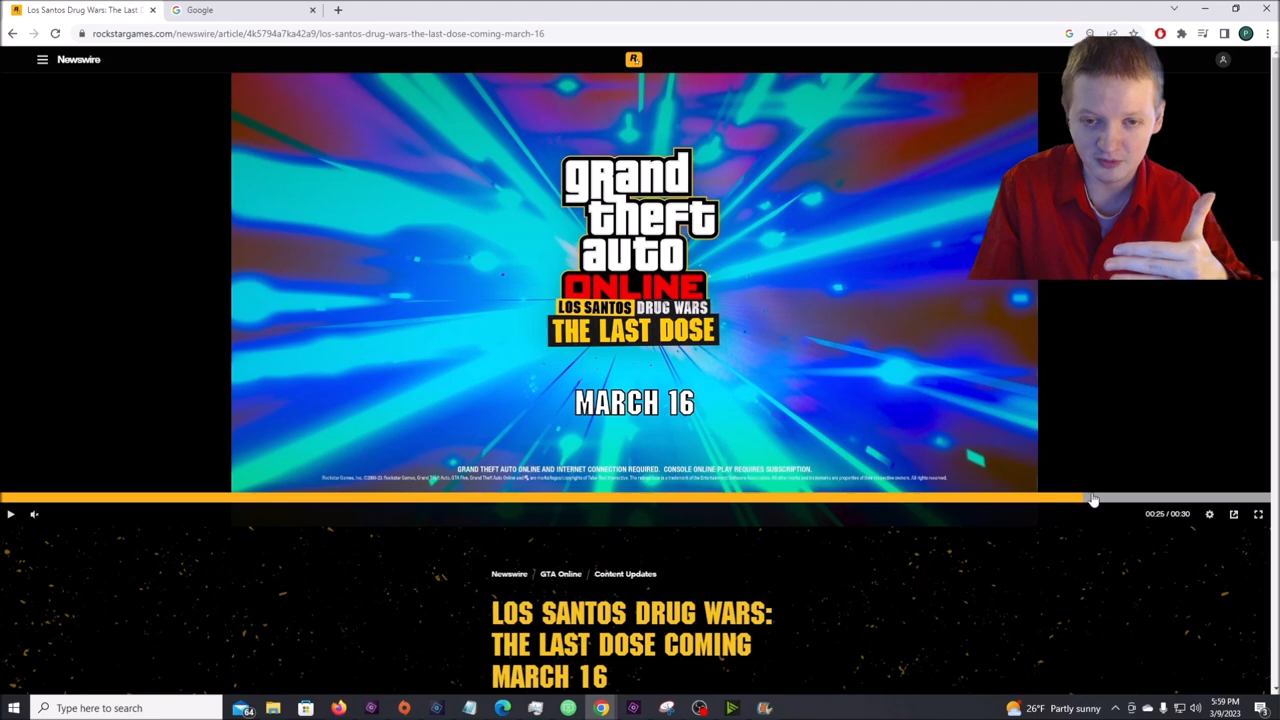 Los Santos Drug Wars: The Last D
Google
rockstargames.com/newswire/article/4k5794a7ka42a9/los-santos-drug-wars-the-last-dose-coming-march-16
P
Newswire
R
grand
theft
auto
ONLINE
LOS SANTOS DRUG WARS
THE LAST DOSE
MARCH 16
GRAND THEFT AUTO ONLINE AND INTERNET CONNECTION REQUIRED. CONSOLE ONLINE PLAY REQUIRES SUBSCRIPTION.
00:25 / 00:30
Newswire / GTA Online / Content Updates
LOS SANTOS DRUG WARS:
THE LAST DOSE COMING
MARCH 16
Type here to search
64
26°F Partly sunny
5:59 PM
3/9/2023